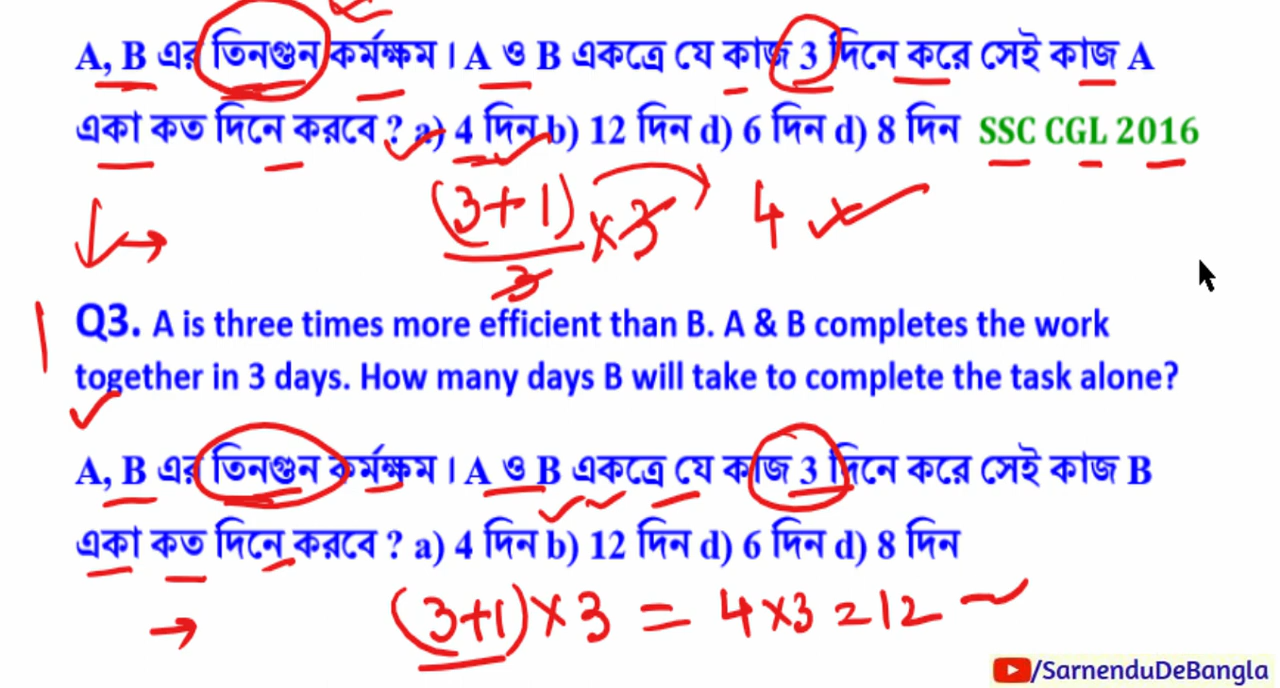 A, B এর তিনগুন কর্মক্ষম । A ও B একত্রে যে কাজ 3 দিনে করে সেই কাজ A
একা কত দিনে করবে ? a) 4 দিন b) 12 দিন d) 6 দিন d) 8 দিন SSC CGL 2016
(3+1)/3 ×3 4
1
Q3. A is three times more efficient than B. A & B completes the work
together in 3 days. How many days B will take to complete the task alone?
A, B এর তিনগুন কর্মক্ষম । A ও B একত্রে যে কাজ 3 দিনে করে সেই কাজ B
একা কত দিনে করবে ? a) 4 দিন b) 12 দিন d) 6 দিন d) 8 দিন
→ (3+1)×3 = 4×3=12
/SarnenduDeBangla